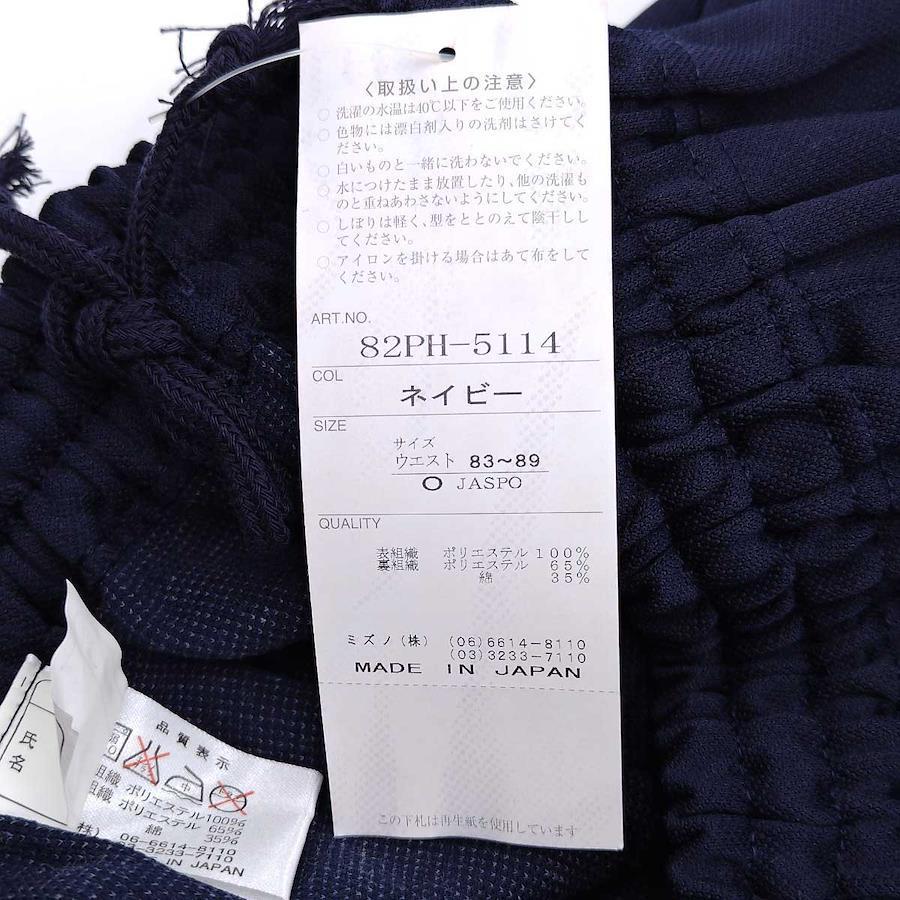 〈取扱い上の注意〉
○ 洗濯の水温は40℃以下をご使用ください。
○ 色物には漂白剤入りの洗剤はさけてくだ
さい。
○ 白いものと一緒に洗わないでください。
○ 水につけたまま放置したり、他の洗濯も
のと重ねあわさないようにしてください。
○ しぼりは軽く、型をととのえて陰干しし
てください。
○ アイロンを掛ける場合はあて布をして
ください。
ART.NO.
82PH-5114
COL
ネイビー
SIZE
サイズ
ウエスト 83~89
O JASPO
QUALITY
表組織 ポリエステル 100%
裏組織 ポリエステル 65%
綿 35%
ミズノ(株) (06)6614-8110
(03)3233-7110
MADE IN JAPAN
この下札は再生紙を使用しています
氏名
品質表示
中
組織 ポリエステル100%
組織 ポリエステル 65%
綿 35%
株) 06-6614-8110
-3233-7110
IN JAPAN